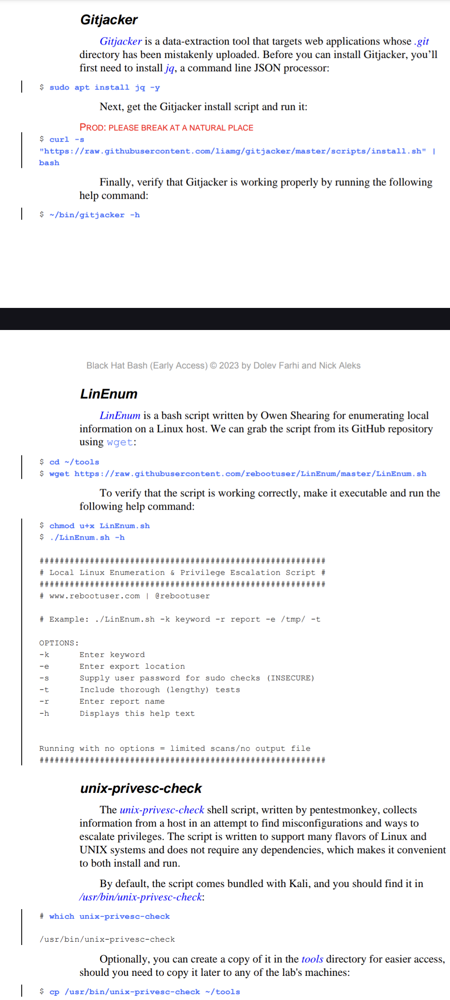 Gitjacker
Gitjacker is a data-extraction tool that targets web applications whose .git
directory has been mistakenly uploaded. Before you can install Gitjacker, you’ll
first need to install jq, a command line JSON processor:
$ sudo apt install jq -y
Next, get the Gitjacker install script and run it:
PROD: PLEASE BREAK AT A NATURAL PLACE
$ curl -s
"https://raw.githubusercontent.com/liamg/gitjacker/master/scripts/install.sh" |
bash
Finally, verify that Gitjacker is working properly by running the following
help command:
$ ~/bin/gitjacker -h
Black Hat Bash (Early Access) © 2023 by Dolev Farhi and Nick Aleks
LinEnum
LinEnum is a bash script written by Owen Shearing for enumerating local
information on a Linux host. We can grab the script from its GitHub repository
using wget:
$ cd ~/tools
$ wget https://raw.githubusercontent.com/rebootuser/LinEnum/master/LinEnum.sh
To verify that the script is working correctly, make it executable and run the
following help command:
$ chmod u+x LinEnum.sh
$ ./LinEnum.sh -h
#########################################################
# Local Linux Enumeration & Privilege Escalation Script #
#########################################################
# www.rebootuser.com | @rebootuser
# Example: ./LinEnum.sh -k keyword -r report -e /tmp/ -t
OPTIONS:
-k Enter keyword
-e Enter export location
-s Supply user password for sudo checks (INSECURE)
-t Include thorough (lengthy) tests
-r Enter report name
-h Displays this help text
Running with no options = limited scans/no output file
#########################################################
unix-privesc-check
The unix-privesc-check shell script, written by pentestmonkey, collects
information from a host in an attempt to find misconfigurations and ways to
escalate privileges. The script is written to support many flavors of Linux and
UNIX systems and does not require any dependencies, which makes it convenient
to both install and run.
By default, the script comes bundled with Kali, and you should find it in
/usr/bin/unix-privesc-check:
# which unix-privesc-check
/usr/bin/unix-privesc-check
Optionally, you can create a copy of it in the tools directory for easier access,
should you need to copy it later to any of the lab's machines:
$ cp /usr/bin/unix-privesc-check ~/tools